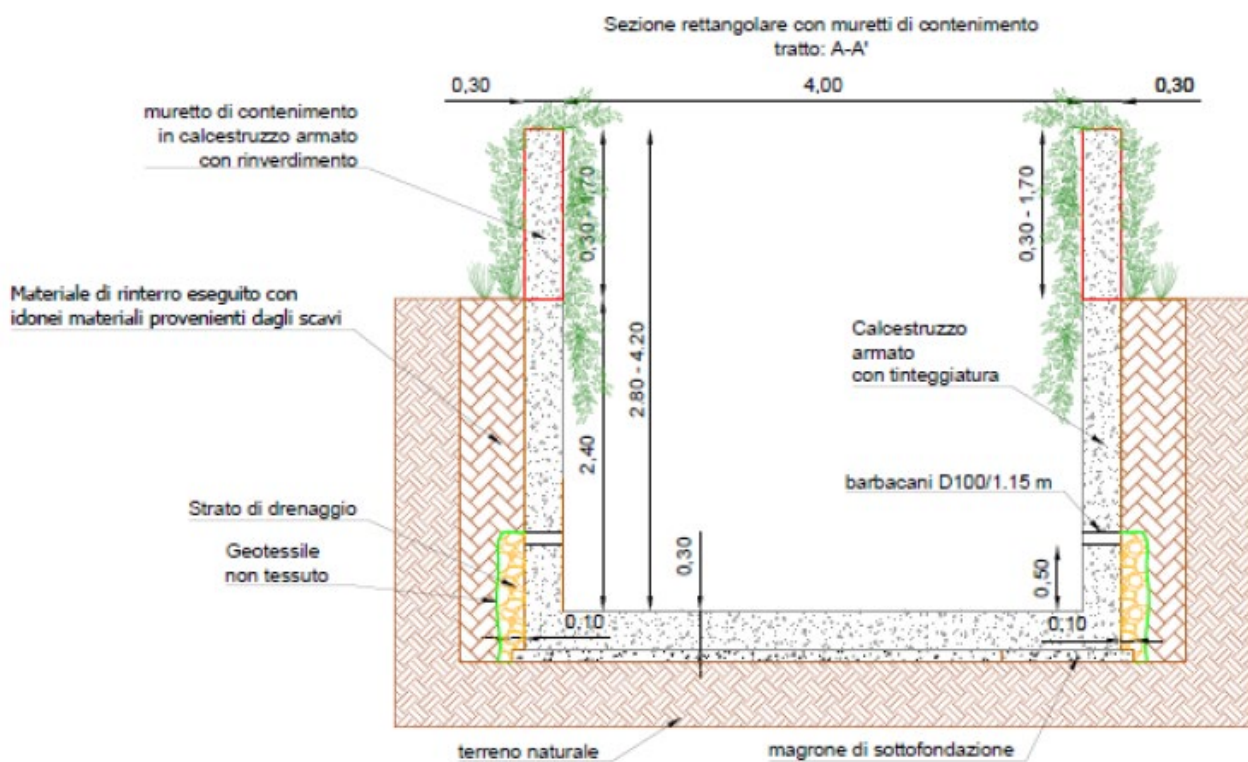 Sezione rettangolare con muretti di contenimento
tratto: A-A'
0,30
4,00
0,30
muretto di contenimento
in calcestruzzo armato
con rinverdimento
0,30 - 1,70
2.80 - 4.20
0,30 - 1,70
Materiale di rinterro eseguito con
idonei materiali provenienti dagli scavi
Calcestruzzo
armato
con tinteggiatura
2,40
barbacani D100/1.15 m
Strato di drenaggio
Geotessile
non tessuto
0,30
0,50
0,10
0,10
terreno naturale
magrone di sottofondazione